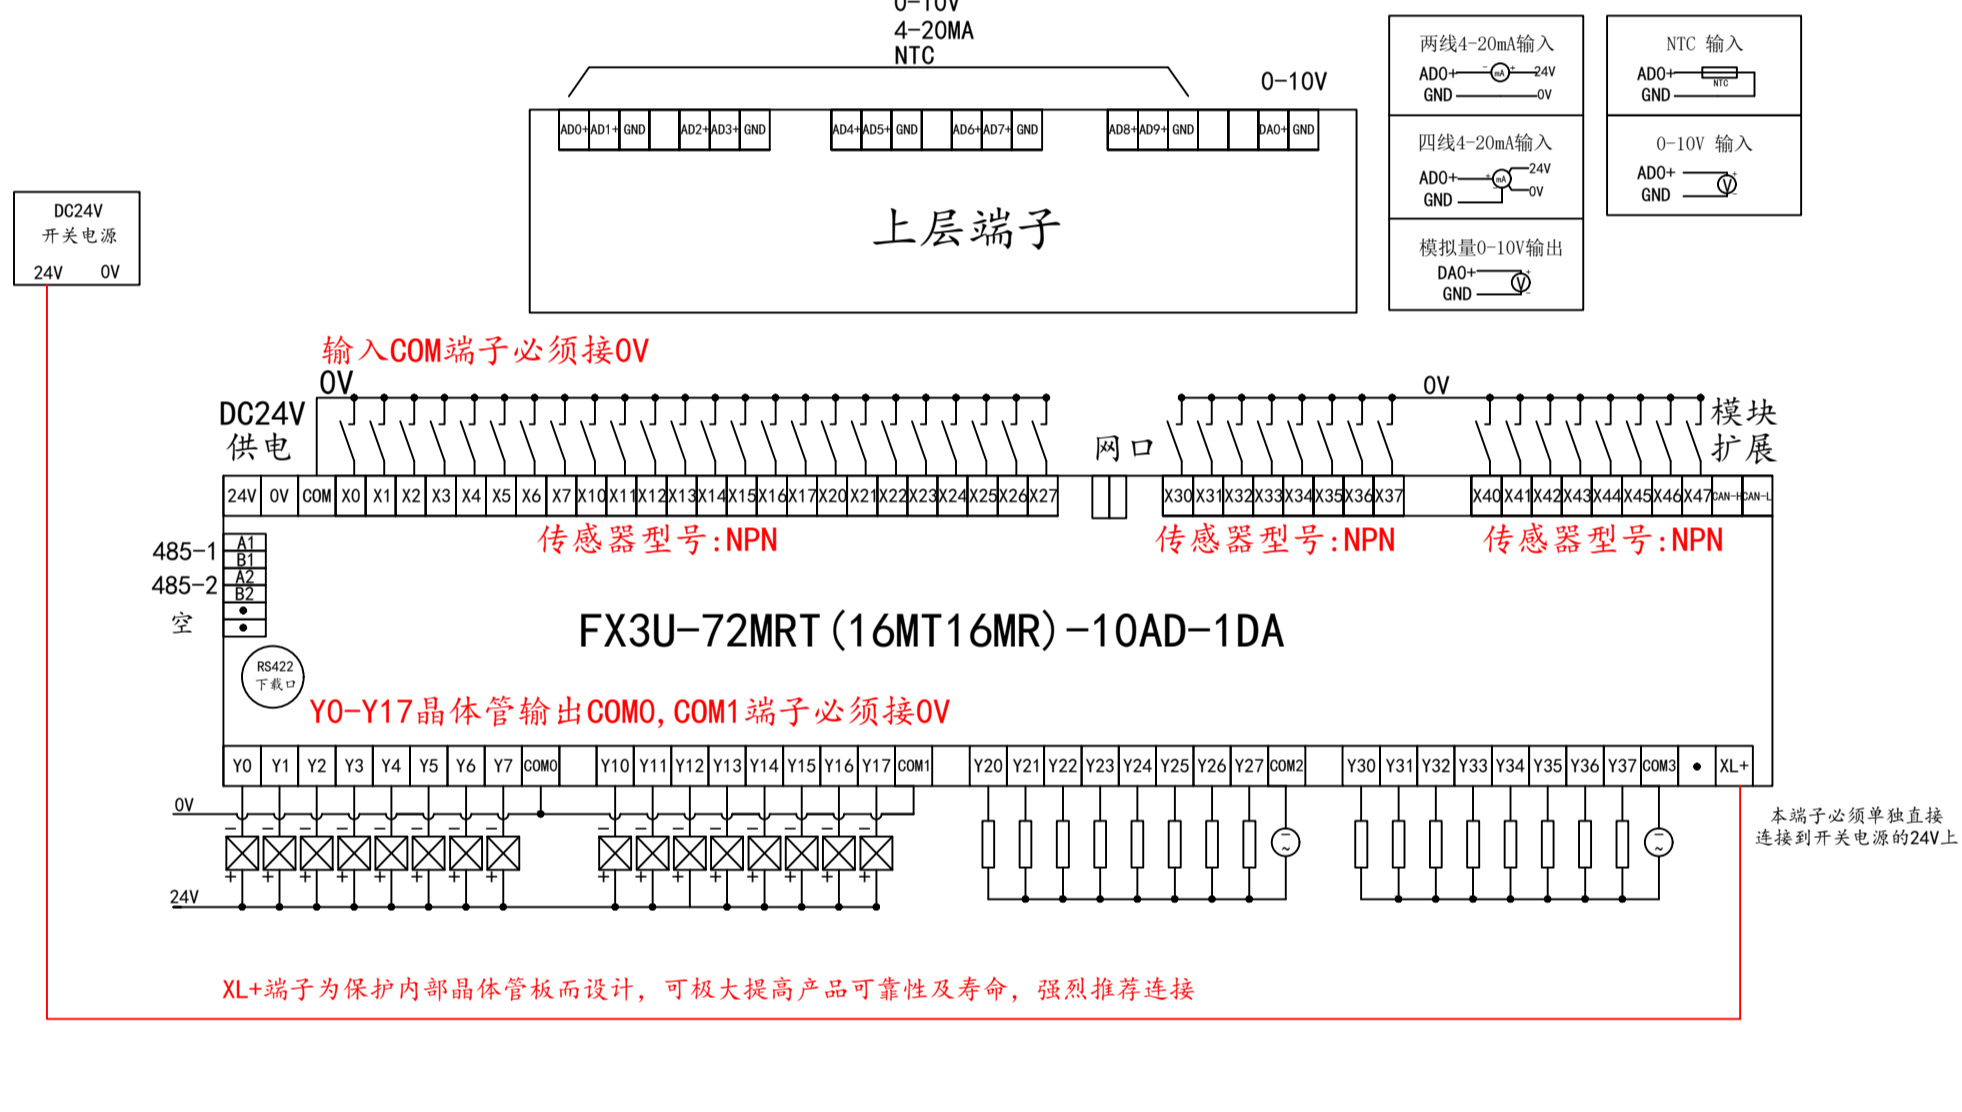 0-10V
4-20MA
NTC
0-10V
AD0+ AD1+ GND AD2+ AD3+ GND AD4+ AD5+ GND AD6+ AD7+ GND AD8+ AD9+ GND DA0+ GND
上层端子
两线4-20mA输入
AD0+ - mA + 24V
GND 0V
四线4-20mA输入
AD0+ + mA 24V
0V
GND -
模拟量0-10V输出
DA0+ +
V
GND -
NTC 输入
AD0+
NTC
GND
0-10V 输入
AD0+ +
V
GND -
DC24V
开关电源
24V 0V
输入COM端子必须接0V
0V
0V
DC24V
供电
网口
模块
扩展
24V 0V COM X0 X1 X2 X3 X4 X5 X6 X7 X10 X11 X12 X13 X14 X15 X16 X17 X20 X21 X22 X23 X24 X25 X26 X27 X30 X31 X32 X33 X34 X35 X36 X37 X40 X41 X42 X43 X44 X45 X46 X47 CAN-H CAN-L
传感器型号:NPN 传感器型号:NPN 传感器型号:NPN
485-1 A1
B1
485-2 A2
B2
空
FX3U-72MRT(16MT16MR)-10AD-1DA
RS422
下载口
Y0-Y17晶体管输出COM0,COM1端子必须接0V
Y0 Y1 Y2 Y3 Y4 Y5 Y6 Y7 COM0 Y10 Y11 Y12 Y13 Y14 Y15 Y16 Y17 COM1 Y20 Y21 Y22 Y23 Y24 Y25 Y26 Y27 COM2 Y30 Y31 Y32 Y33 Y34 Y35 Y36 Y37 COM3 • XL+
0V
- - - - - - - - - - - - - - - -
+ + + + + + + + + + + + + + + +
24V
本端子必须单独直接
连接到开关电源的24V上
XL+端子为保护内部晶体管板而设计，可极大提高产品可靠性及寿命，强烈推荐连接